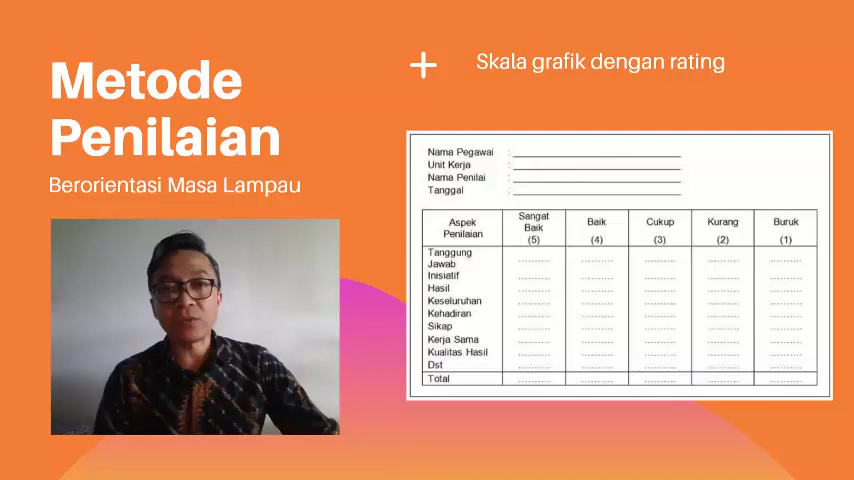 Metode
Penilaian
Berorientasi Masa Lampau
Skala grafik dengan rating
Nama Pegawai :
Unit Kerja :
Nama Penilai :
Tanggal :
Aspek Penilaian Sangat Baik (5) Baik (4) Cukup (3) Kurang (2) Buruk (1)
Tanggung
Jawab
Inisiatif
Hasil
Keseluruhan
Kehadiran
Sikap
Kerja Sama
Kualitas Hasil
Dst
Total